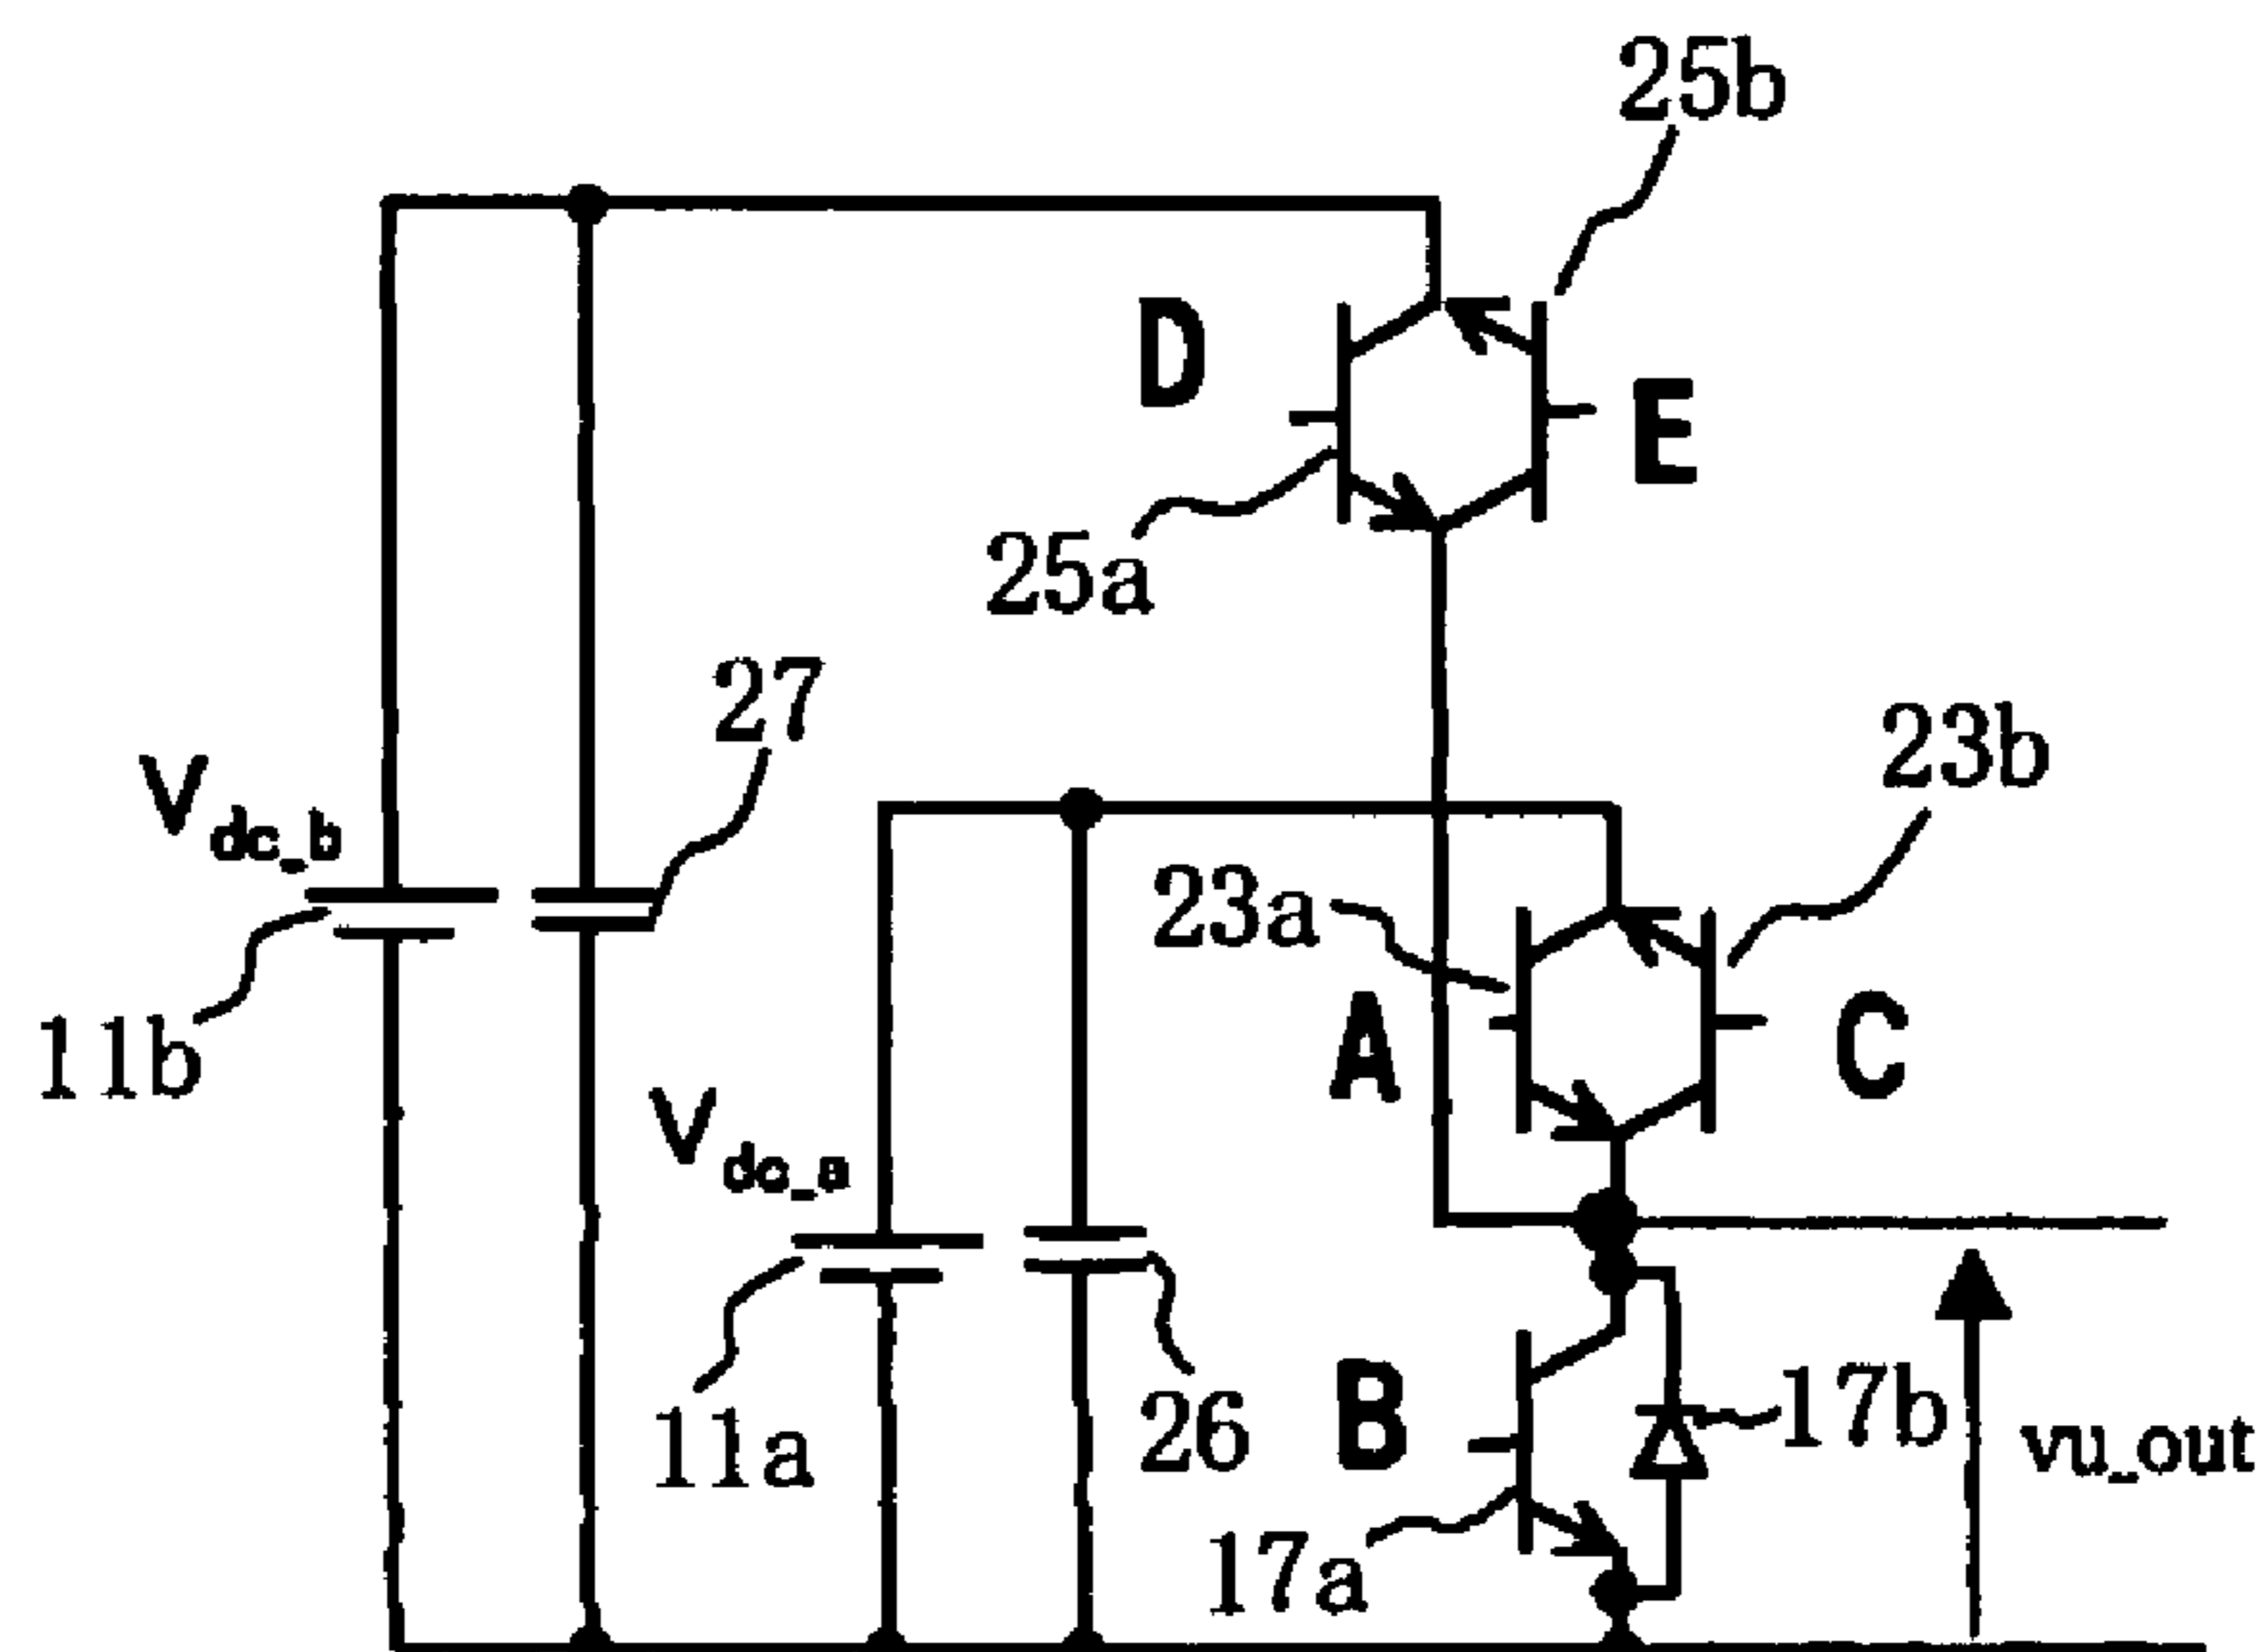 25b
D
E
25a
27
23b
V dc_b
23a
11b
A
C
V dc_a
B
17b
vu_out
11a
26
17a